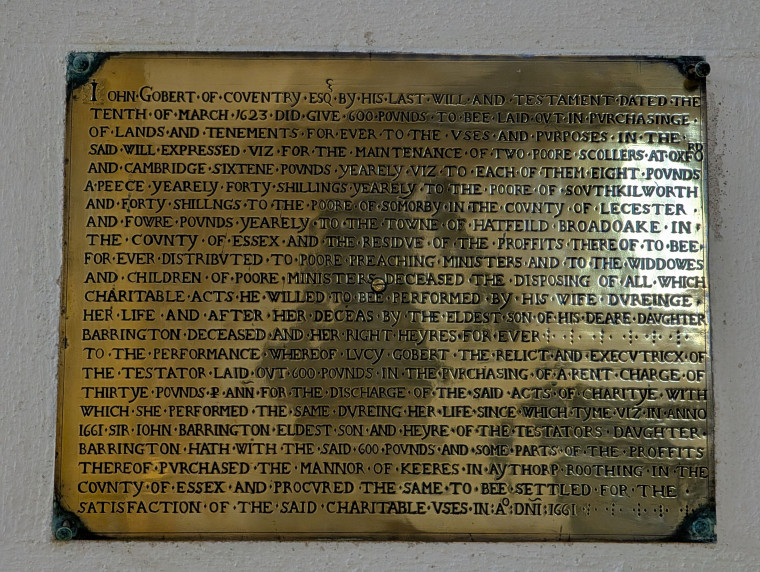 IOHN·GOBERT·OF·COVENTRY·ESQ·BY·HIS·LAST·WILL·AND·TESTAMENT·DATED·THE
TENTH·OF·MARCH·1623·DID·GIVE·600·POVNDS·TO·BEE·LAID·OVT·IN·PVRCHASINGE·
OF·LANDS·AND·TENEMENTS·FOR·EVER·TO·THE·VSES·AND·PVRPOSES·IN·THE
SAID·WILL·EXPRESSED·VIZ·FOR·THE·MAINTENANCE·OF·TWO·POORE·SCOLLERS·AT·OXFORD
AND·CAMBRIDGE·SIXTENE·POVNDS·YEARELY·VIZ·TO·EACH·OF·THEM·EIGHT·POVNDS
A·PEECE·YEARELY·FORTY·SHILLINGS·YEARELY·TO·THE·POORE·OF·SOVTHKILWORTH
AND·FORTY·SHILLNGS·TO·THE·POORE·OF·SOMORBY·IN·THE·COVNTY·OF·LECESTER·
AND·FOWRE·POVNDS·YEARELY·TO·THE·TOWNE·OF·HATFEILD·BROADOAKE·IN·
THE·COVNTY·OF·ESSEX·AND·THE·RESIDVE·OF·THE·PROFFITS·THEREOF·TO·BEE·
FOR·EVER·DISTRIBVTED·TO·POORE·PREACHING·MINISTERS·AND·TO·THE·WIDDOWES
AND·CHILDREN·OF·POORE·MINISTERS·DECEASED·THE·DISPOSING·OF·ALL·WHICH
CHARITABLE·ACTS·HE·WILLED·TO·BEE·PERFORMED·BY·HIS·WIFE·DVREINGE·
HER·LIFE·AND·AFTER·HER·DECEAS·BY·THE·ELDEST·SON·OF·HIS·DEARE·DAVGHTER
BARRINGTON·DECEASED·AND·HER·RIGHT·HEYRES·FOR·EVER
TO·THE·PERFORMANCE·WHEREOF·LVCY·GOBERT·THE·RELICT·AND·EXECVTRICX·OF
THE·TESTATOR·LAID·OVT·600·POVNDS·IN·THE·PVRCHASING·OF·A·RENT·CHARGE·OF
THIRTYE·POVNDS·P·AÑN·FOR·THE·DISCHARGE·OF·THE·SAID·ACTS·OF·CHARITYE·WITH
WHICH·SHE·PERFORMED·THE·SAME·DVREING·HER·LIFE·SINCE·WHICH·TYME·VIZ·IN·ANNO
1661·SIR·IOHN·BARRINGTON·ELDEST·SON·AND·HEYRE·OF·THE·TESTATORS·DAVGHTER·
BARRINGTON·HATH·WITH·THE·SAID·600·POVNDS·AND·SOME·PARTS·OF·THE·PROFFITS
THEREOF·PVRCHASED·THE·MANNOR·OF·KEERES·IN·AYTHORP·ROOTHING·IN·THE
COVNTY·OF·ESSEX·AND·PROCVRED·THE·SAME·TO·BEE·SETTLED·FOR·THE·
SATISFACTION·OF·THE·SAID·CHARITABLE·VSES·IN:Aº:DNĪ:1661